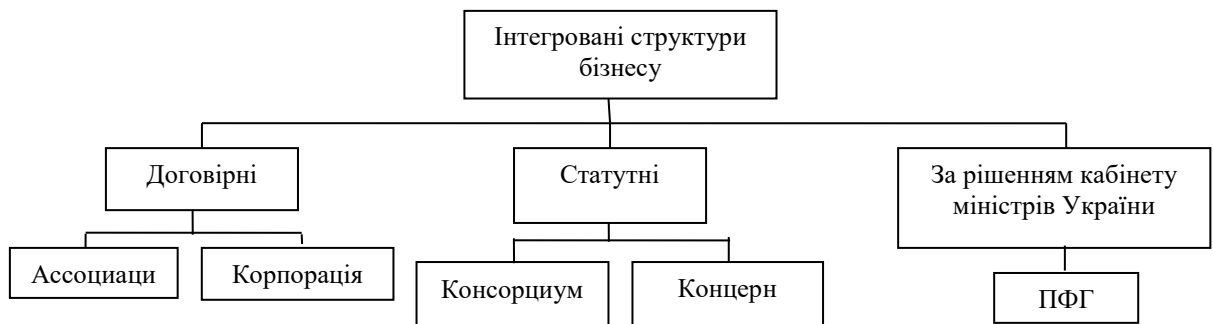 Інтегровані структури
бізнесу
Договірні
Статутні
За рішенням кабінету
міністрів України
Ассоциаци
Корпорація
Консорциум
Концерн
ПФГ